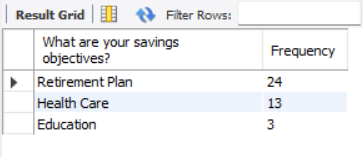 Result Grid Filter Rows:
What are your savings
objectives? Frequency
Retirement Plan 24
Health Care 13
Education 3